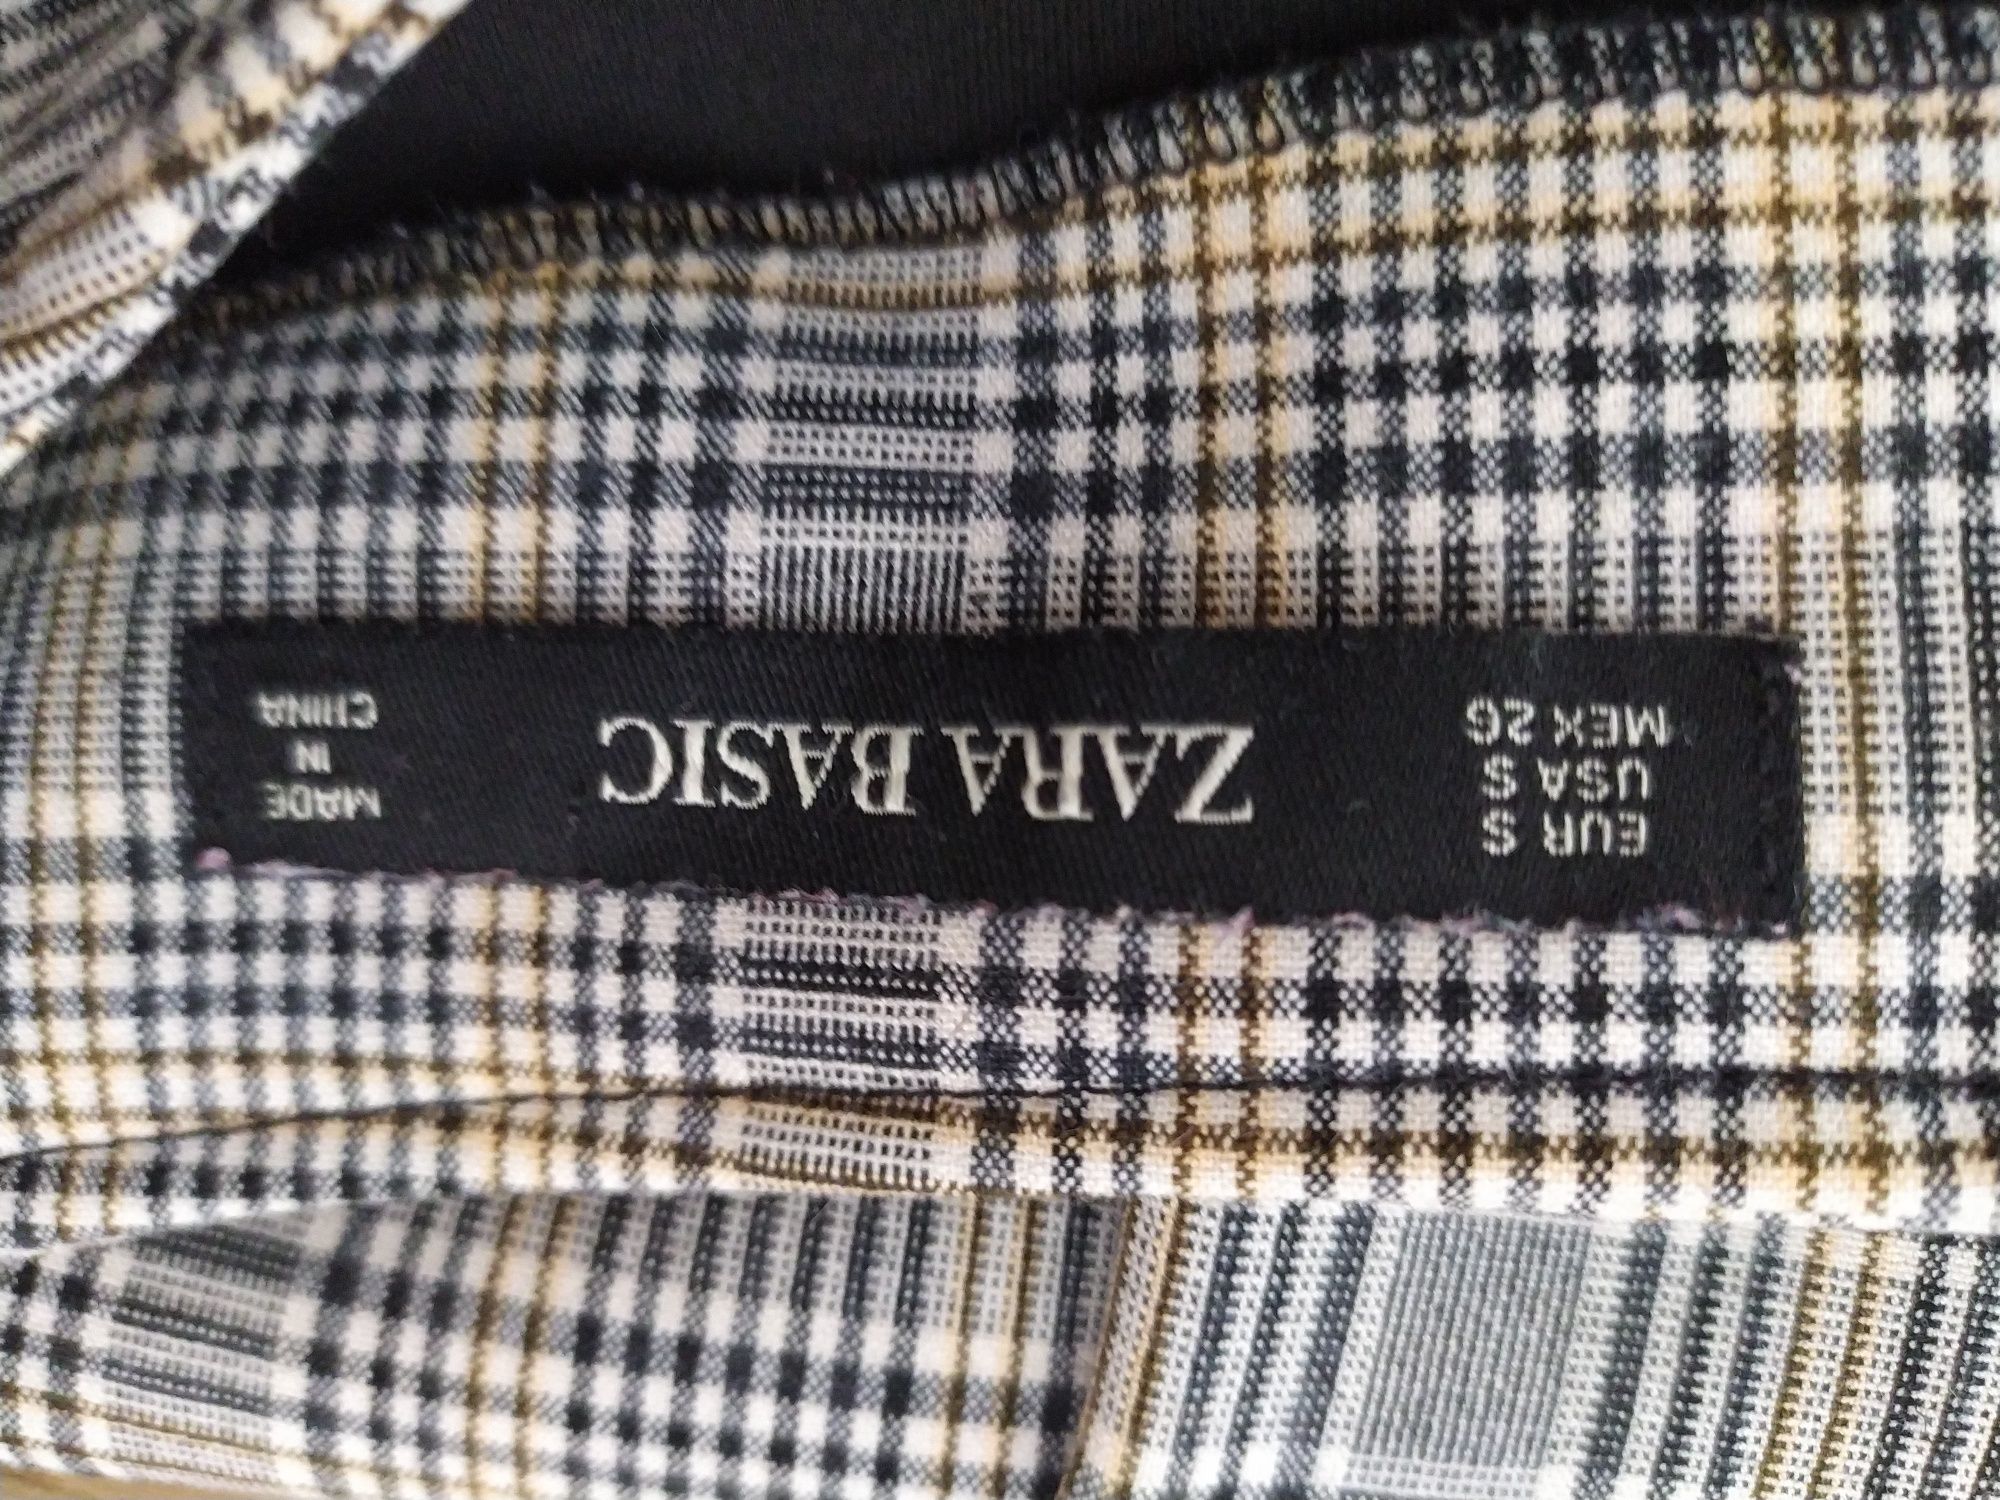 EUR S
USA S
MEX 26
ZARA BASIC
MADE
IN
CHINA